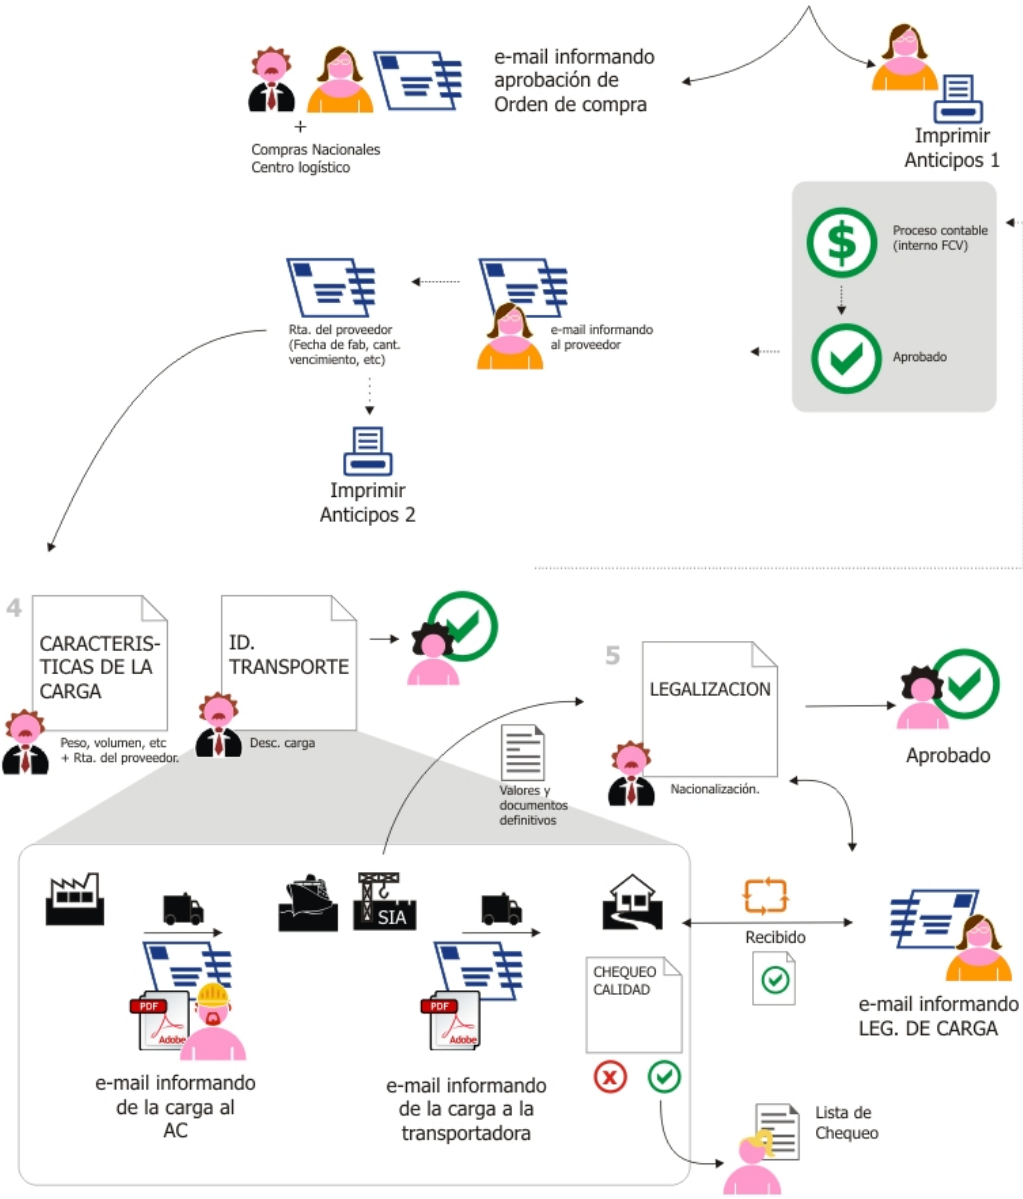 e-mail informando
aprobación de
Orden de compra
+
Compras Nacionales
Centro logístico
Imprimir
Anticipos 1
$
Proceso contable
(interno FCV)
Aprobado
Rta. del proveedor
(Fecha de fab, cant.
vencimiento, etc)
e-mail informando
al proveedor
Imprimir
Anticipos 2
4
CARACTERIS-
TICAS DE LA
CARGA
Peso, volumen, etc
+ Rta. del proveedor.
ID.
TRANSPORTE
Desc. carga
5
LEGALIZACION
Nacionalización.
Aprobado
Valores y
documentos
definitivos
SIA
PDF
Adobe
e-mail informando
de la carga al
AC
PDF
Adobe
e-mail informando
de la carga a la
transportadora
CHEQUEO
CALIDAD
X
Recibido
e-mail informando
LEG. DE CARGA
Lista de
Chequeo